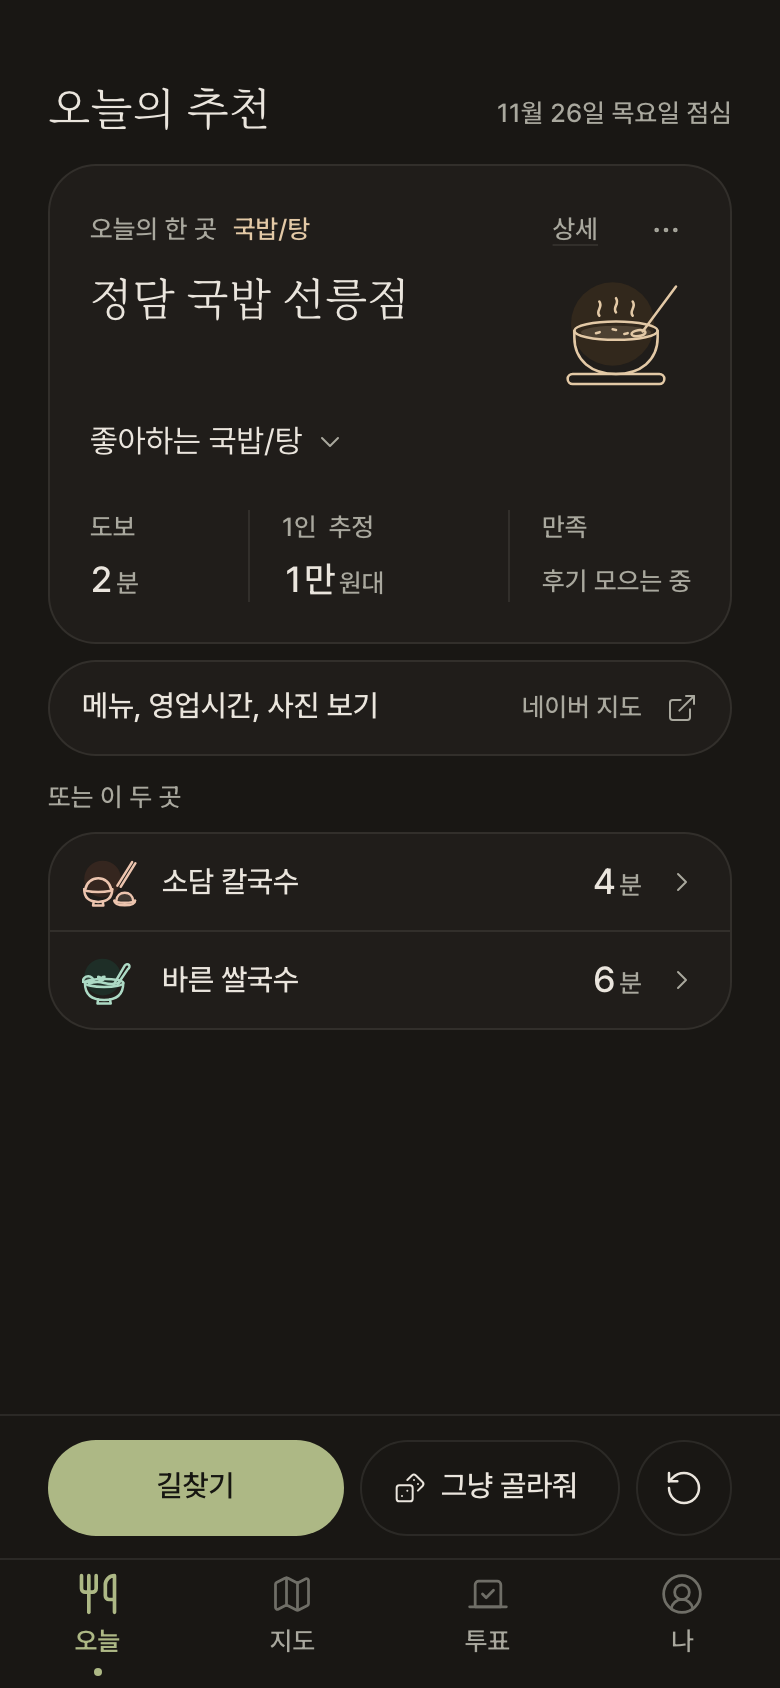 오늘의 추천 11월 26일 목요일 점심
오늘의 한 곳 국밥/탕 상세
정담 국밥 선릉점
좋아하는 국밥/탕
도보 1인 추정 만족
2분 1만원대 후기 모으는 중
메뉴, 영업시간, 사진 보기 네이버 지도
또는 이 두 곳
소담 칼국수 4분
바른 쌀국수 6분
길찾기 그냥 골라줘
오늘 지도 투표 나